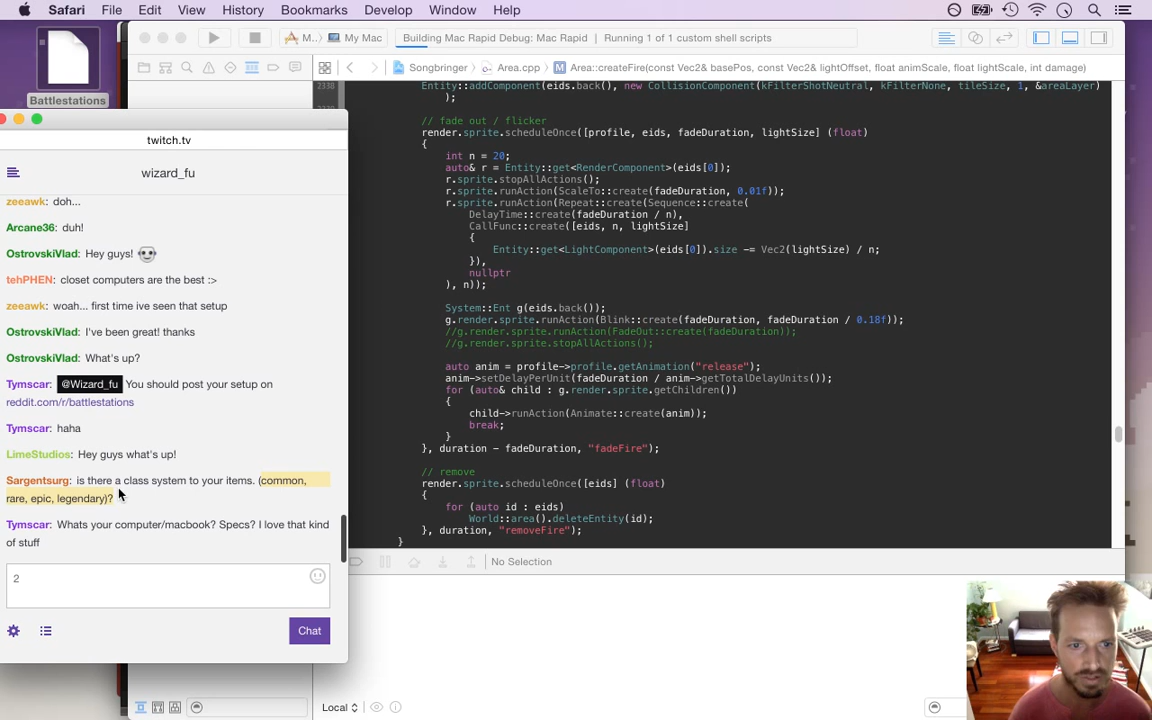 Safari File Edit View History Bookmarks Develop Window Help
Battlestations
M... My Mac
Building Mac Rapid Debug: Mac Rapid | Running 1 of 1 custom shell scripts
Songbringer Area.cpp M Area::createFire(const Vec2& basePos, const Vec2& lightOffset, float animScale, float lightScale, int damage)
twitch.tv
wizard_fu
zeeawk: doh...
Arcane36: duh!
OstrovskiVlad: Hey guys!
tehPHEN: closet computers are the best :>
zeeawk: woah... first time ive seen that setup
OstrovskiVlad: I've been great! thanks
OstrovskiVlad: What's up?
Tymscar: @Wizard_fu You should post your setup on
reddit.com/r/battlestations
Tymscar: haha
LimeStudios: Hey guys what's up!
Sargentsurg: is there a class system to your items. (common,
rare, epic, legendary)?
Tymscar: Whats your computer/macbook? Specs? I love that kind
of stuff
2
Chat
2338
Entity::addComponent(eids.back(), new CollisionComponent(kFilterShotNeutral, kFilterNone, tileSize, 1, &areaLayer)
);
// fade out / flicker
render.sprite.scheduleOnce([profile, eids, fadeDuration, lightSize] (float)
{
int n = 20;
auto& r = Entity::get<RenderComponent>(eids[0]);
r.sprite.stopAllActions();
r.sprite.runAction(ScaleTo::create(fadeDuration, 0.01f));
r.sprite.runAction(Repeat::create(Sequence::create(
DelayTime::create(fadeDuration / n),
CallFunc::create([eids, n, lightSize]
{
Entity::get<LightComponent>(eids[0]).size -= Vec2(lightSize) / n;
}),
nullptr
), n));
System::Ent g(eids.back());
g.render.sprite.runAction(Blink::create(fadeDuration, fadeDuration / 0.18f));
//g.render.sprite.runAction(FadeOut::create(fadeDuration));
//g.render.sprite.stopAllActions();
auto anim = profile->profile.getAnimation("release");
anim->setDelayPerUnit(fadeDuration / anim->getTotalDelayUnits());
for (auto& child : g.render.sprite.getChildren())
{
child->runAction(Animate::create(anim));
break;
}
}, duration - fadeDuration, "fadeFire");
// remove
render.sprite.scheduleOnce([eids] (float)
{
for (auto id : eids)
World::area().deleteEntity(id);
}, duration, "removeFire");
}
No Selection
Local